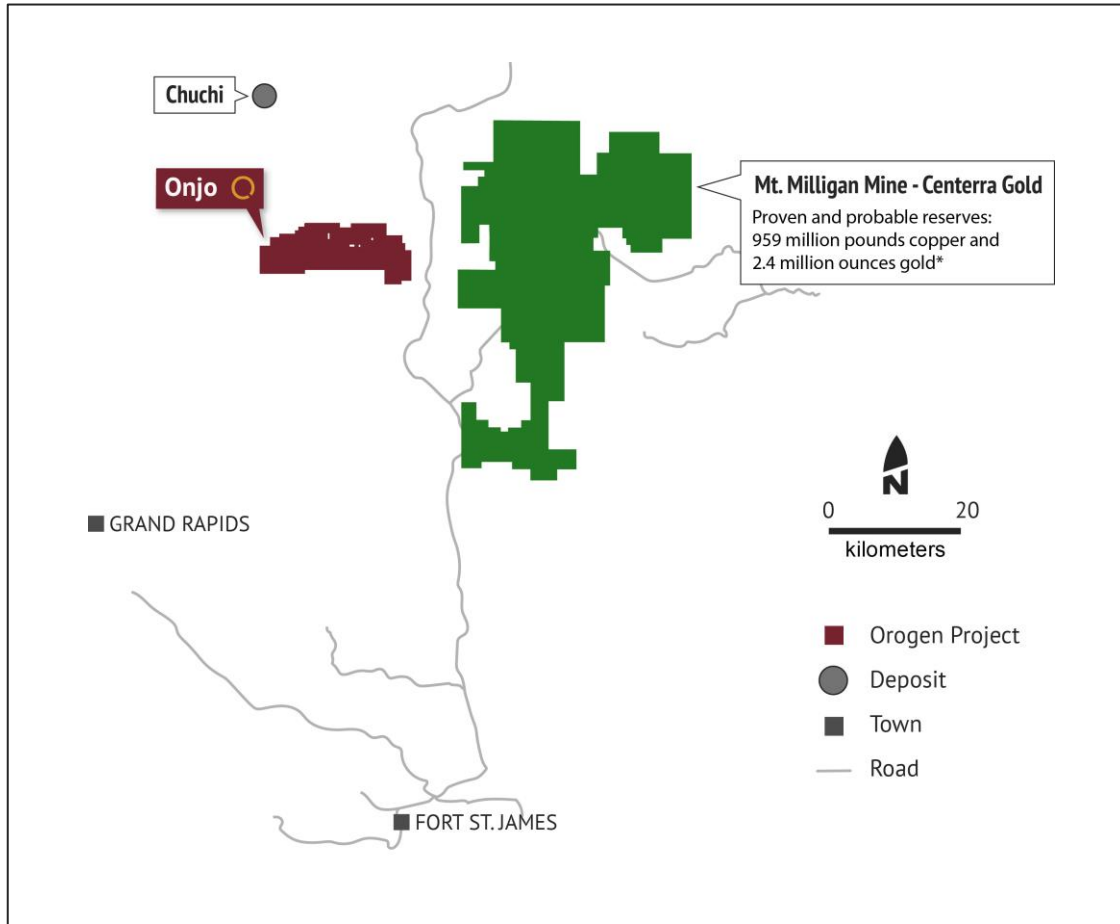 Chuchi
Onjo
Mt. Milligan Mine - Centerra Gold
Proven and probable reserves:
959 million pounds copper and
2.4 million ounces gold*
GRAND RAPIDS
N
0 20
kilometers
Orogen Project
Deposit
Town
Road
FORT ST. JAMES